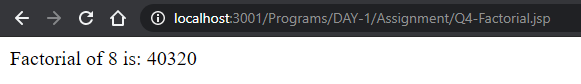 localhost:3001/Programs/DAY-1/Assignment/Q4-Factorial.jsp
Factorial of 8 is: 40320